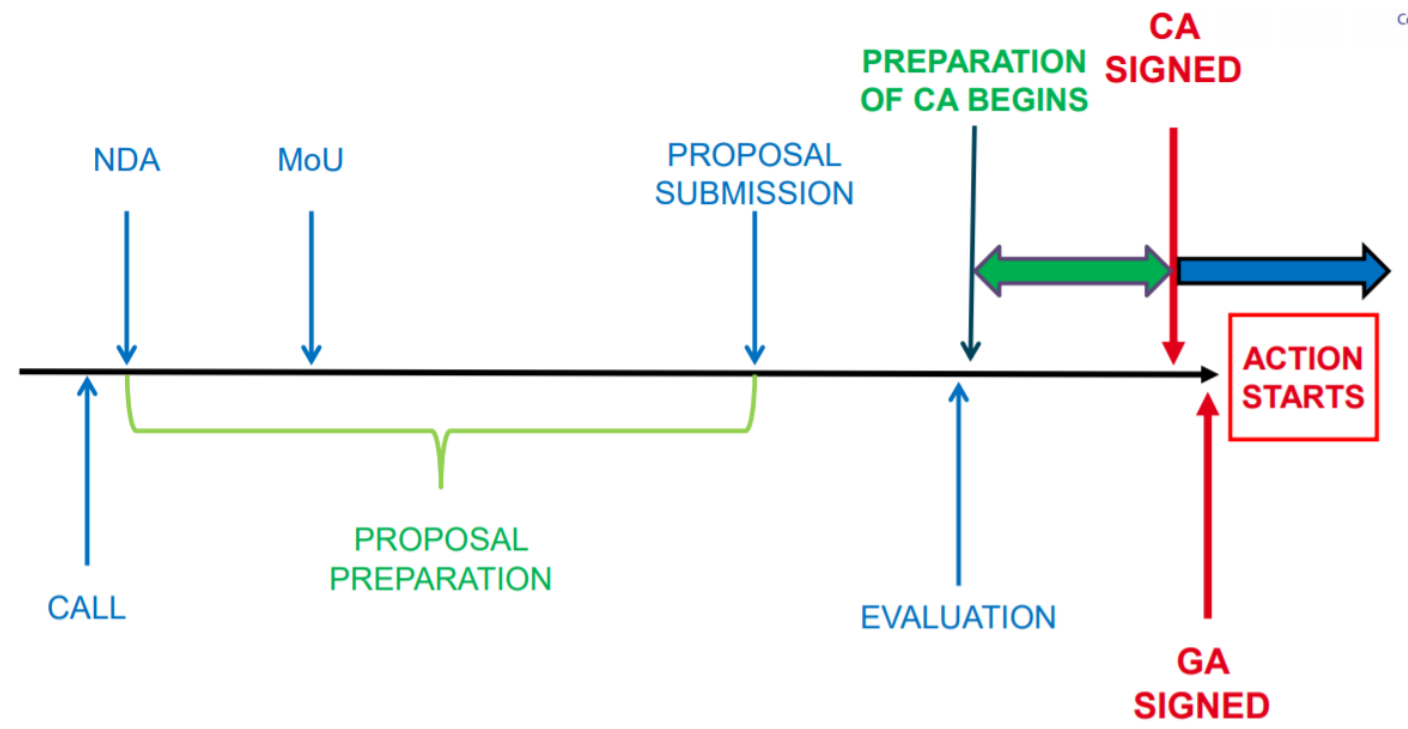 CA
SIGNED
PREPARATION
OF CA BEGINS
NDA
MoU
PROPOSAL
SUBMISSION
ACTION
STARTS
PROPOSAL
PREPARATION
CALL
EVALUATION
GA
SIGNED